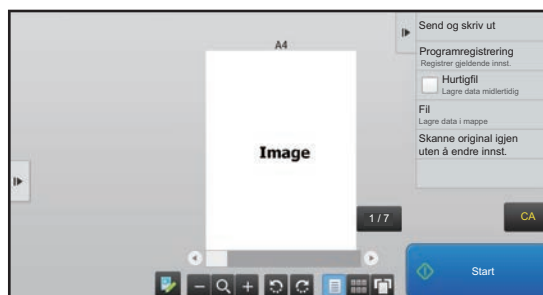 A4
Image
1 / 7
Send og skriv ut
Programregistrering
Registrer gjeldende innst.
Hurtigfil
Lagre data midlertidig
Fil
Lagre data i mappe
Skanne original igjen
uten å endre innst.
CA
Start